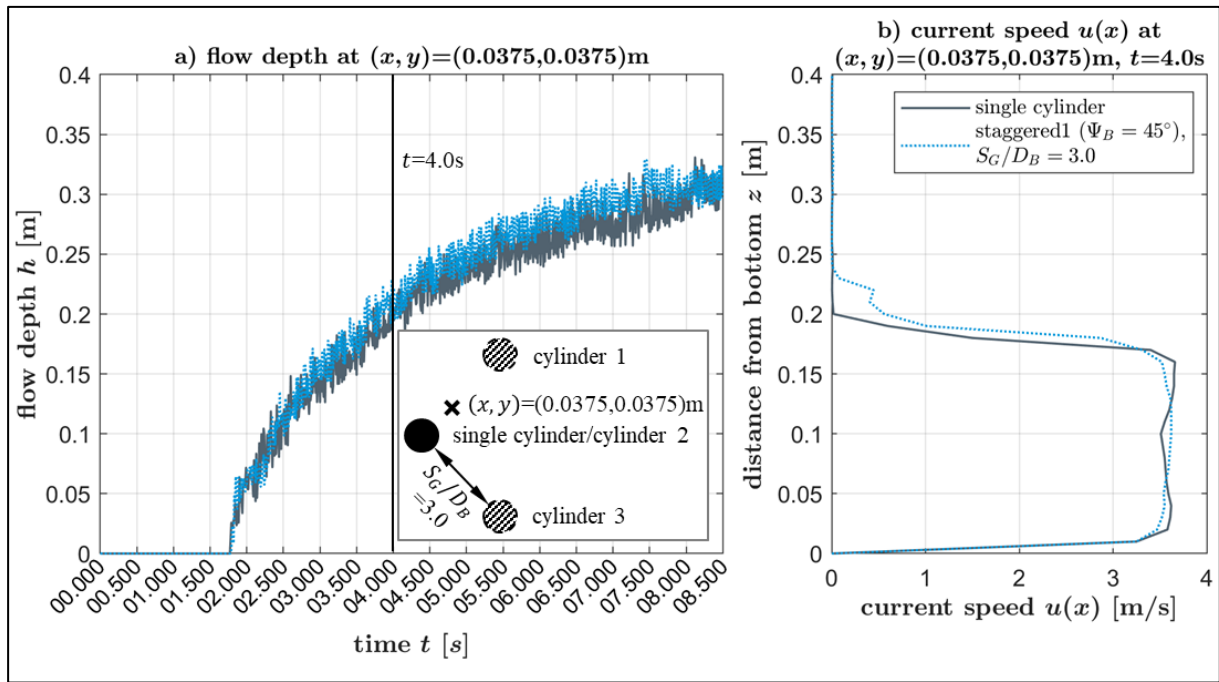 a) flow depth at (x, y)=(0.0375,0.0375)m
flow depth h [m]
0.4
0.35
0.3
0.25
0.2
0.15
0.1
0.05
0
t=4.0s
cylinder 1
(x, y)=(0.0375,0.0375)m
single cylinder/cylinder 2
S_G/D_B
=3.0
cylinder 3
00.000
00.500
01.000
01.500
02.000
02.500
03.000
03.500
04.000
04.500
05.000
05.500
06.000
06.500
07.000
07.500
08.000
08.500
time t [s]
b) current speed u(x) at
(x, y)=(0.0375,0.0375)m, t=4.0s
distance from bottom z [m]
0.4
0.35
0.3
0.25
0.2
0.15
0.1
0.05
0
single cylinder
staggered1 (Ψ_B = 45°),
S_G/D_B = 3.0
0
1
2
3
4
current speed u(x) [m/s]